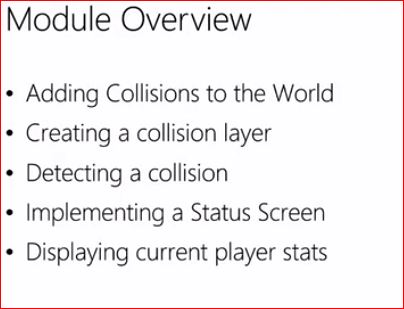 Module Overview
• Adding Collisions to the World
• Creating a collision layer
• Detecting a collision
• Implementing a Status Screen
• Displaying current player stats